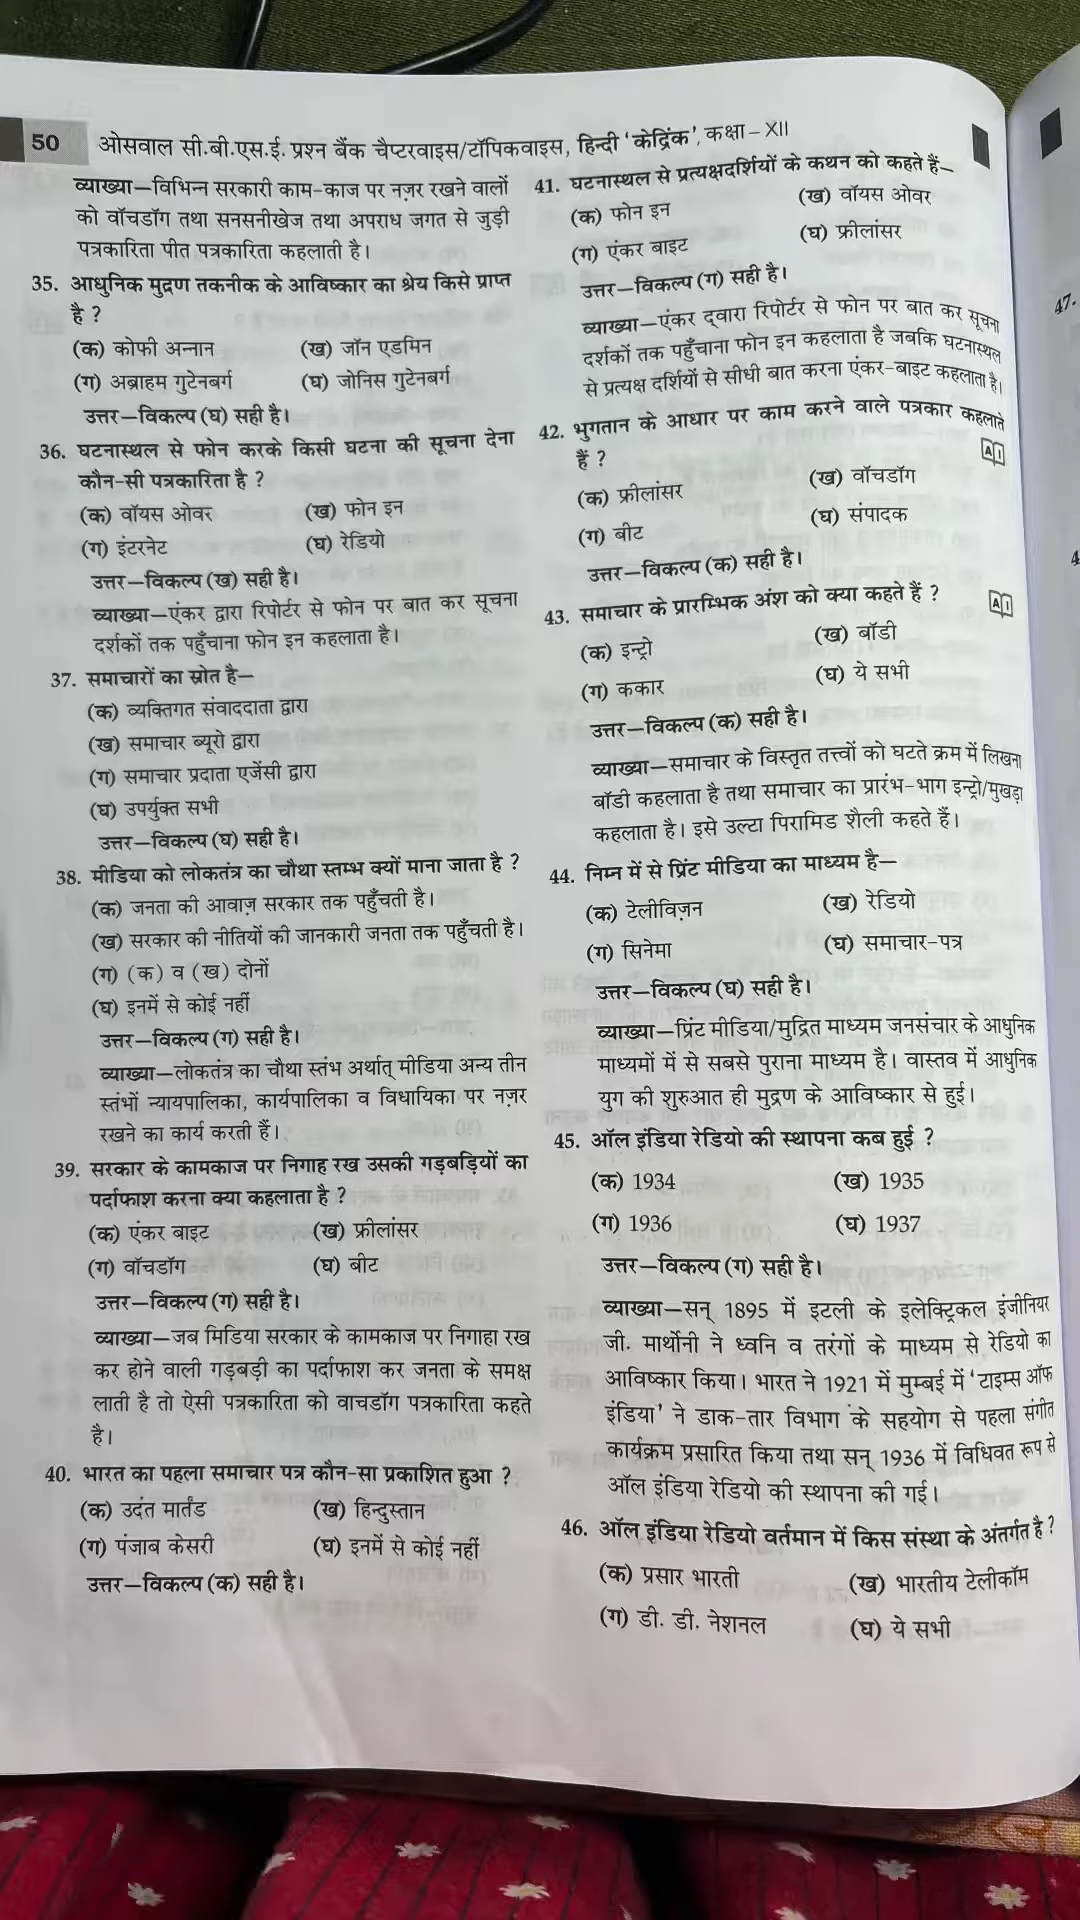 50 ओसवाल सी.बी.एस.ई. प्रश्न बैंक चैप्टरवाइस/टॉपिकवाइस, हिन्दी 'केंद्रिंक', कक्षा – XII
व्याख्या—विभिन्न सरकारी काम-काज पर नज़र रखने वालों
को वॉचडॉग तथा सनसनीखेज तथा अपराध जगत से जुड़ी
पत्रकारिता पीत पत्रकारिता कहलाती है।
35. आधुनिक मुद्रण तकनीक के आविष्कार का श्रेय किसे प्राप्त
है ?
(क) कोफी अन्नान (ख) जॉन एडमिन
(ग) अब्राहम गुटेनबर्ग (घ) जोनिस गुटेनबर्ग
उत्तर—विकल्प (घ) सही है।
36. घटनास्थल से फोन करके किसी घटना की सूचना देना
कौन-सी पत्रकारिता है ?
(क) वॉयस ओवर (ख) फोन इन
(ग) इंटरनेट (घ) रेडियो
उत्तर—विकल्प (ख) सही है।
व्याख्या—एंकर द्वारा रिपोर्टर से फोन पर बात कर सूचना
दर्शकों तक पहुँचाना फोन इन कहलाता है।
37. समाचारों का स्रोत है—
(क) व्यक्तिगत संवाददाता द्वारा
(ख) समाचार ब्यूरो द्वारा
(ग) समाचार प्रदाता एजेंसी द्वारा
(घ) उपर्युक्त सभी
उत्तर—विकल्प (घ) सही है।
38. मीडिया को लोकतंत्र का चौथा स्तम्भ क्यों माना जाता है ?
(क) जनता की आवाज़ सरकार तक पहुँचती है।
(ख) सरकार की नीतियों की जानकारी जनता तक पहुँचती है।
(ग) (क) व (ख) दोनों
(घ) इनमें से कोई नहीं
उत्तर—विकल्प (ग) सही है।
व्याख्या—लोकतंत्र का चौथा स्तंभ अर्थात् मीडिया अन्य तीन
स्तंभों न्यायपालिका, कार्यपालिका व विधायिका पर नज़र
रखने का कार्य करती हैं।
39. सरकार के कामकाज पर निगाह रख उसकी गड़बड़ियों का
पर्दाफाश करना क्या कहलाता है ?
(क) एंकर बाइट (ख) फ्रीलांसर
(ग) वॉचडॉग (घ) बीट
उत्तर—विकल्प (ग) सही है।
व्याख्या—जब मिडिया सरकार के कामकाज पर निगाहा रख
कर होने वाली गड़बड़ी का पर्दाफाश कर जनता के समक्ष
लाती है तो ऐसी पत्रकारिता को वाचडॉग पत्रकारिता कहते
है।
40. भारत का पहला समाचार पत्र कौन-सा प्रकाशित हुआ ?
(क) उदंत मार्तंड (ख) हिन्दुस्तान
(ग) पंजाब केसरी (घ) इनमें से कोई नहीं
उत्तर—विकल्प (क) सही है।
41. घटनास्थल से प्रत्यक्षदर्शियों के कथन को कहते हैं—
(क) फोन इन (ख) वॉयस ओवर
(ग) एंकर बाइट (घ) फ्रीलांसर
उत्तर—विकल्प (ग) सही है।
व्याख्या—एंकर द्वारा रिपोर्टर से फोन पर बात कर सूचना
दर्शकों तक पहुँचाना फोन इन कहलाता है जबकि घटनास्थल
से प्रत्यक्ष दर्शियों से सीधी बात करना एंकर-बाइट कहलाता है।
42. भुगतान के आधार पर काम करने वाले पत्रकार कहलाते
हैं ? AI
(क) फ्रीलांसर (ख) वॉचडॉग
(ग) बीट (घ) संपादक
उत्तर—विकल्प (क) सही है।
43. समाचार के प्रारम्भिक अंश को क्या कहते हैं ? AI
(क) इन्ट्रो (ख) बॉडी
(ग) ककार (घ) ये सभी
उत्तर—विकल्प (क) सही है।
व्याख्या—समाचार के विस्तृत तत्त्वों को घटते क्रम में लिखना
बॉडी कहलाता है तथा समाचार का प्रारंभ-भाग इन्ट्रो/मुखड़ा
कहलाता है। इसे उल्टा पिरामिड शैली कहते हैं।
44. निम्न में से प्रिंट मीडिया का माध्यम है—
(क) टेलीविज़न (ख) रेडियो
(ग) सिनेमा (घ) समाचार-पत्र
उत्तर—विकल्प (घ) सही है।
व्याख्या—प्रिंट मीडिया/मुद्रित माध्यम जनसंचार के आधुनिक
माध्यमों में से सबसे पुराना माध्यम है। वास्तव में आधुनिक
युग की शुरुआत ही मुद्रण के आविष्कार से हुई।
45. ऑल इंडिया रेडियो की स्थापना कब हुई ?
(क) 1934 (ख) 1935
(ग) 1936 (घ) 1937
उत्तर—विकल्प (ग) सही है।
व्याख्या—सन् 1895 में इटली के इलेक्ट्रिकल इंजीनियर
जी. मार्थोनी ने ध्वनि व तरंगों के माध्यम से रेडियो का
आविष्कार किया। भारत ने 1921 में मुम्बई में 'टाइम्स ऑफ
इंडिया' ने डाक-तार विभाग के सहयोग से पहला संगीत
कार्यक्रम प्रसारित किया तथा सन् 1936 में विधिवत रूप से
ऑल इंडिया रेडियो की स्थापना की गई।
46. ऑल इंडिया रेडियो वर्तमान में किस संस्था के अंतर्गत है ?
(क) प्रसार भारती (ख) भारतीय टेलीकॉम
(ग) डी. डी. नेशनल (घ) ये सभी
47.